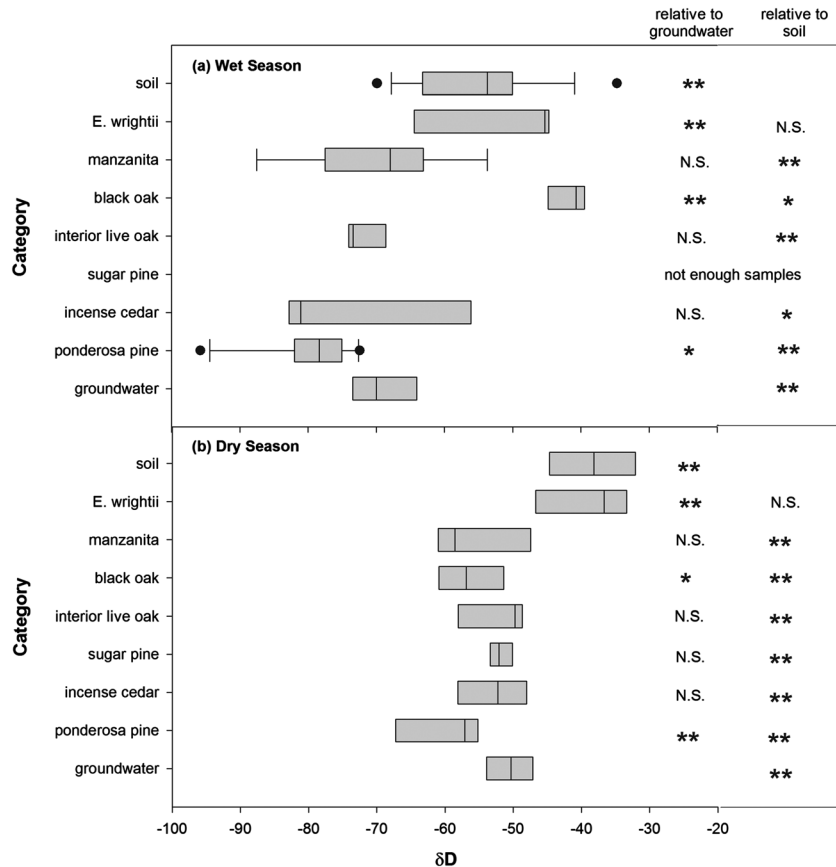 relative to groundwater
relative to soil
(a) Wet Season
Category
soil **
E. wrightii ** N.S.
manzanita N.S. **
black oak ** *
interior live oak N.S. **
sugar pine not enough samples
incense cedar N.S. *
ponderosa pine * **
groundwater **
(b) Dry Season
Category
soil **
E. wrightii ** N.S.
manzanita N.S. **
black oak * **
interior live oak N.S. **
sugar pine N.S. **
incense cedar N.S. **
ponderosa pine ** **
groundwater **
-100 -90 -80 -70 -60 -50 -40 -30 -20
δD